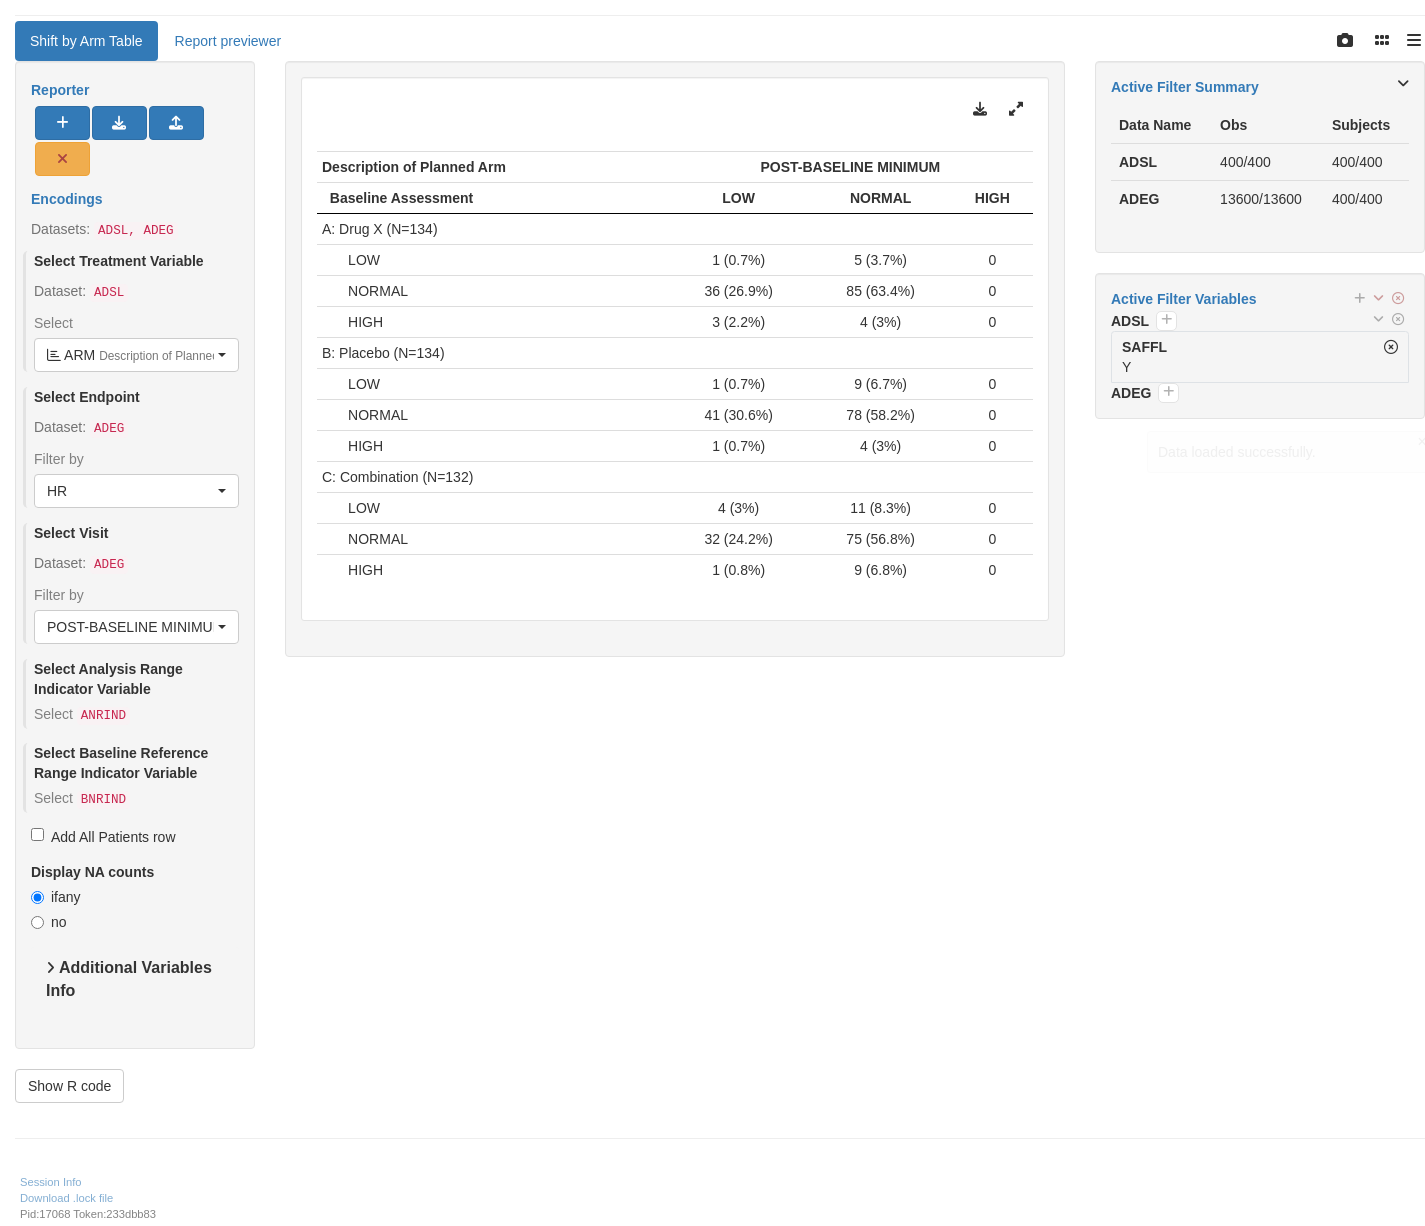 Shift by Arm Table
Report previewer
Reporter
Encodings
Datasets: ADSL, ADEG
Select Treatment Variable
Dataset: ADSL
Select
ARM Description of Planned
Select Endpoint
Dataset: ADEG
Filter by
HR
Select Visit
Dataset: ADEG
Filter by
POST-BASELINE MINIMU
Select Analysis Range
Indicator Variable
Select ANRIND
Select Baseline Reference
Range Indicator Variable
Select BNRIND
Add All Patients row
Display NA counts
ifany
no
Additional Variables
Info
Show R code
Description of Planned Arm POST-BASELINE MINIMUM
Baseline Assessment LOW NORMAL HIGH
A: Drug X (N=134)
LOW 1 (0.7%) 5 (3.7%) 0
NORMAL 36 (26.9%) 85 (63.4%) 0
HIGH 3 (2.2%) 4 (3%) 0
B: Placebo (N=134)
LOW 1 (0.7%) 9 (6.7%) 0
NORMAL 41 (30.6%) 78 (58.2%) 0
HIGH 1 (0.7%) 4 (3%) 0
C: Combination (N=132)
LOW 4 (3%) 11 (8.3%) 0
NORMAL 32 (24.2%) 75 (56.8%) 0
HIGH 1 (0.8%) 9 (6.8%) 0
Active Filter Summary
Data Name Obs Subjects
ADSL 400/400 400/400
ADEG 13600/13600 400/400
Active Filter Variables
ADSL
SAFFL
Y
ADEG
Data loaded successfully.
Session Info
Download .lock file
Pid:17068 Token:233dbb83